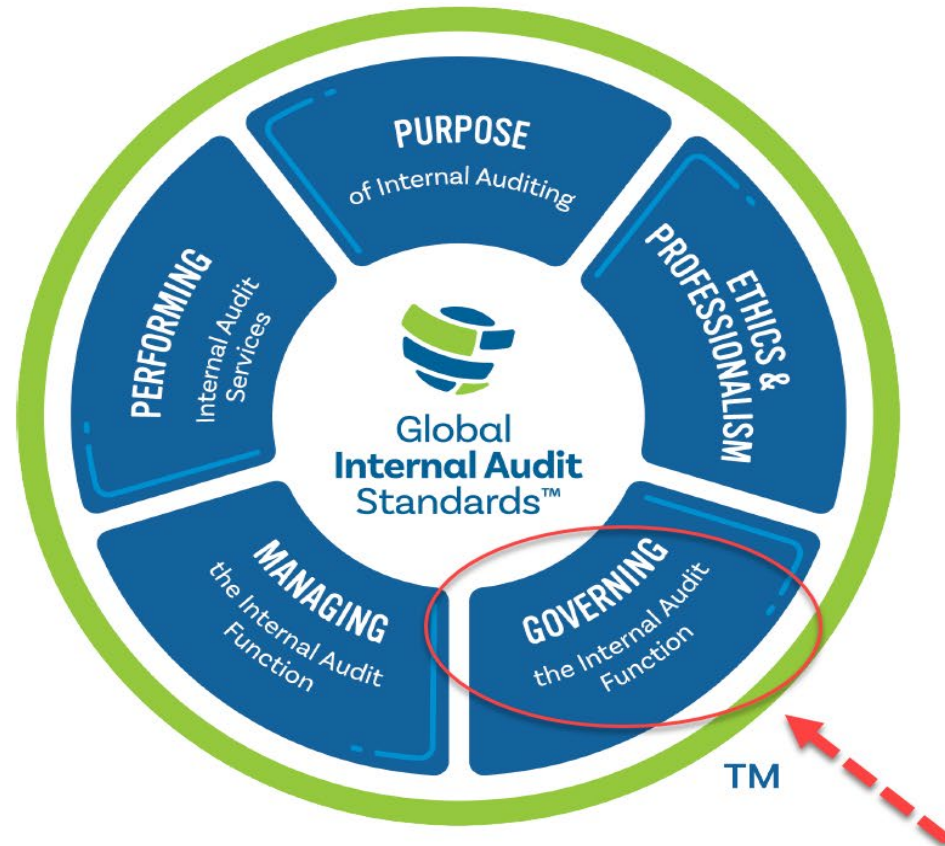 PURPOSE
of Internal Auditing
ETHICS &
PROFESSIONALISM
GOVERNING
the Internal Audit
Function
MANAGING
the Internal Audit
Function
PERFORMING
Internal Audit
Services
Global
Internal Audit
Standards™
TM